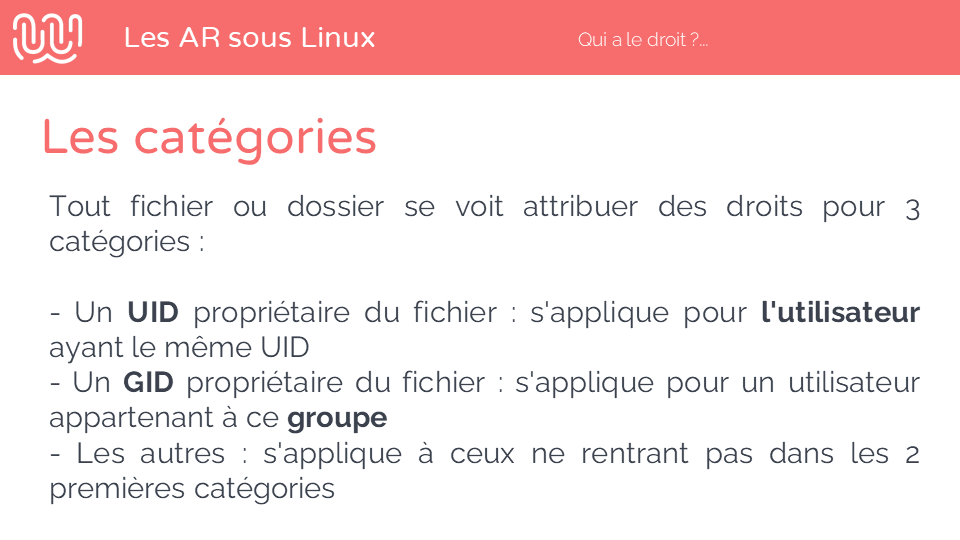 Les AR sous Linux
Qui a le droit ?...
Les catégories
Tout fichier ou dossier se voit attribuer des droits pour 3
catégories :
- Un UID propriétaire du fichier : s'applique pour l'utilisateur
ayant le même UID
- Un GID propriétaire du fichier : s'applique pour un utilisateur
appartenant à ce groupe
- Les autres : s'applique à ceux ne rentrant pas dans les 2
premières catégories